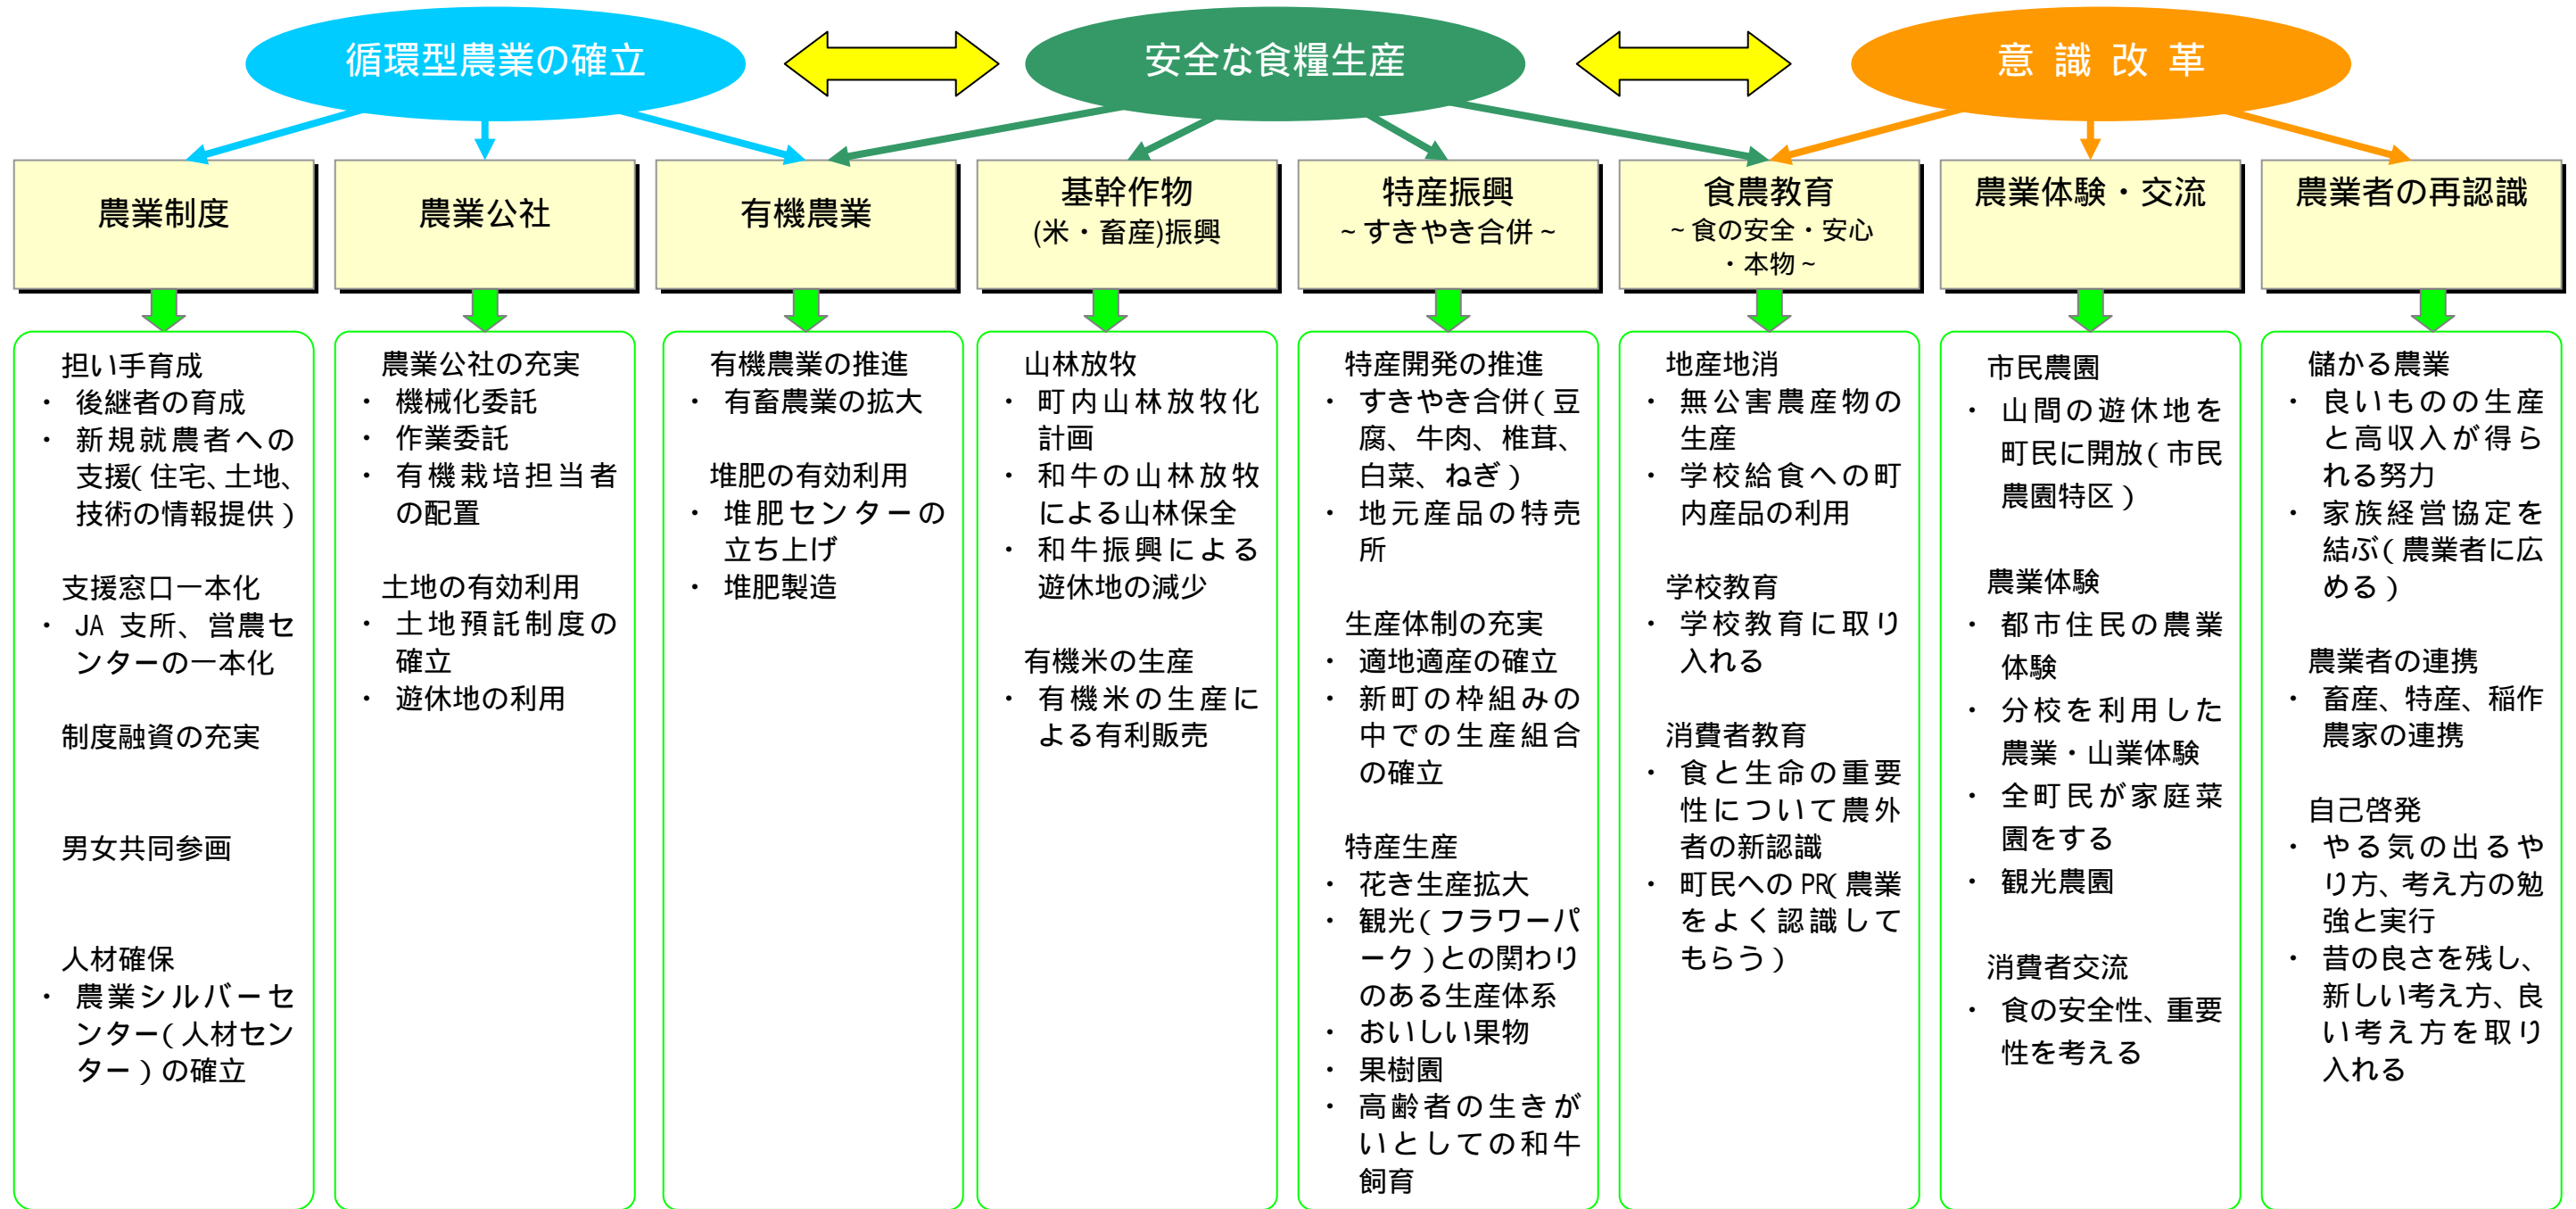 循環型農業の確立
安全な食糧生産
意 識 改 革
農業制度
農業公社
有機農業
基幹作物
(米・畜産)振興
特産振興
~すきやき合併~
食農教育
~食の安全・安心
・本物~
農業体験・交流
農業者の再認識
担い手育成
・ 後継者の育成
・ 新規就農者への
支援(住宅、土地、
技術の情報提供)
支援窓口一本化
・ JA 支所、営農セ
ンターの一本化
制度融資の充実
男女共同参画
人材確保
・ 農業シルバーセ
ンター(人材セン
ター)の確立
農業公社の充実
・ 機械化委託
・ 作業委託
・ 有機栽培担当者
の配置
土地の有効利用
・ 土地預託制度の
確立
・ 遊休地の利用
有機農業の推進
・ 有畜農業の拡大
堆肥の有効利用
・ 堆肥センターの
立ち上げ
・ 堆肥製造
山林放牧
・ 町内山林放牧化
計画
・ 和牛の山林放牧
による山林保全
・ 和牛振興による
遊休地の減少
有機米の生産
・ 有機米の生産に
よる有利販売
特産開発の推進
・ すきやき合併(豆
腐、牛肉、椎茸、
白菜、ねぎ)
・ 地元産品の特売
所
生産体制の充実
・ 適地適産の確立
・ 新町の枠組みの
中での生産組合
の確立
特産生産
・ 花き生産拡大
・ 観光(フラワーパ
ーク)との関わり
のある生産体系
・ おいしい果物
・ 果樹園
・ 高齢者の生きが
いとしての和牛
飼育
地産地消
・ 無公害農産物の
生産
・ 学校給食への町
内産品の利用
学校教育
・ 学校教育に取り
入れる
消費者教育
・ 食と生命の重要
性について農外
者の新認識
・ 町民への PR(農業
をよく認識して
もらう)
市民農園
・ 山間の遊休地を
町民に開放(市民
農園特区)
農業体験
・ 都市住民の農業
体験
・ 分校を利用した
農業・山業体験
・ 全町民が家庭菜
園をする
・ 観光農園
消費者交流
・ 食の安全性、重要
性を考える
儲かる農業
・ 良いものの生産
と高収入が得ら
れる努力
・ 家族経営協定を
結ぶ(農業者に広
める)
農業者の連携
・ 畜産、特産、稲作
農家の連携
自己啓発
・ やる気の出るや
り方、考え方の勉
強と実行
・ 昔の良さを残し、
新しい考え方、良
い考え方を取り
入れる